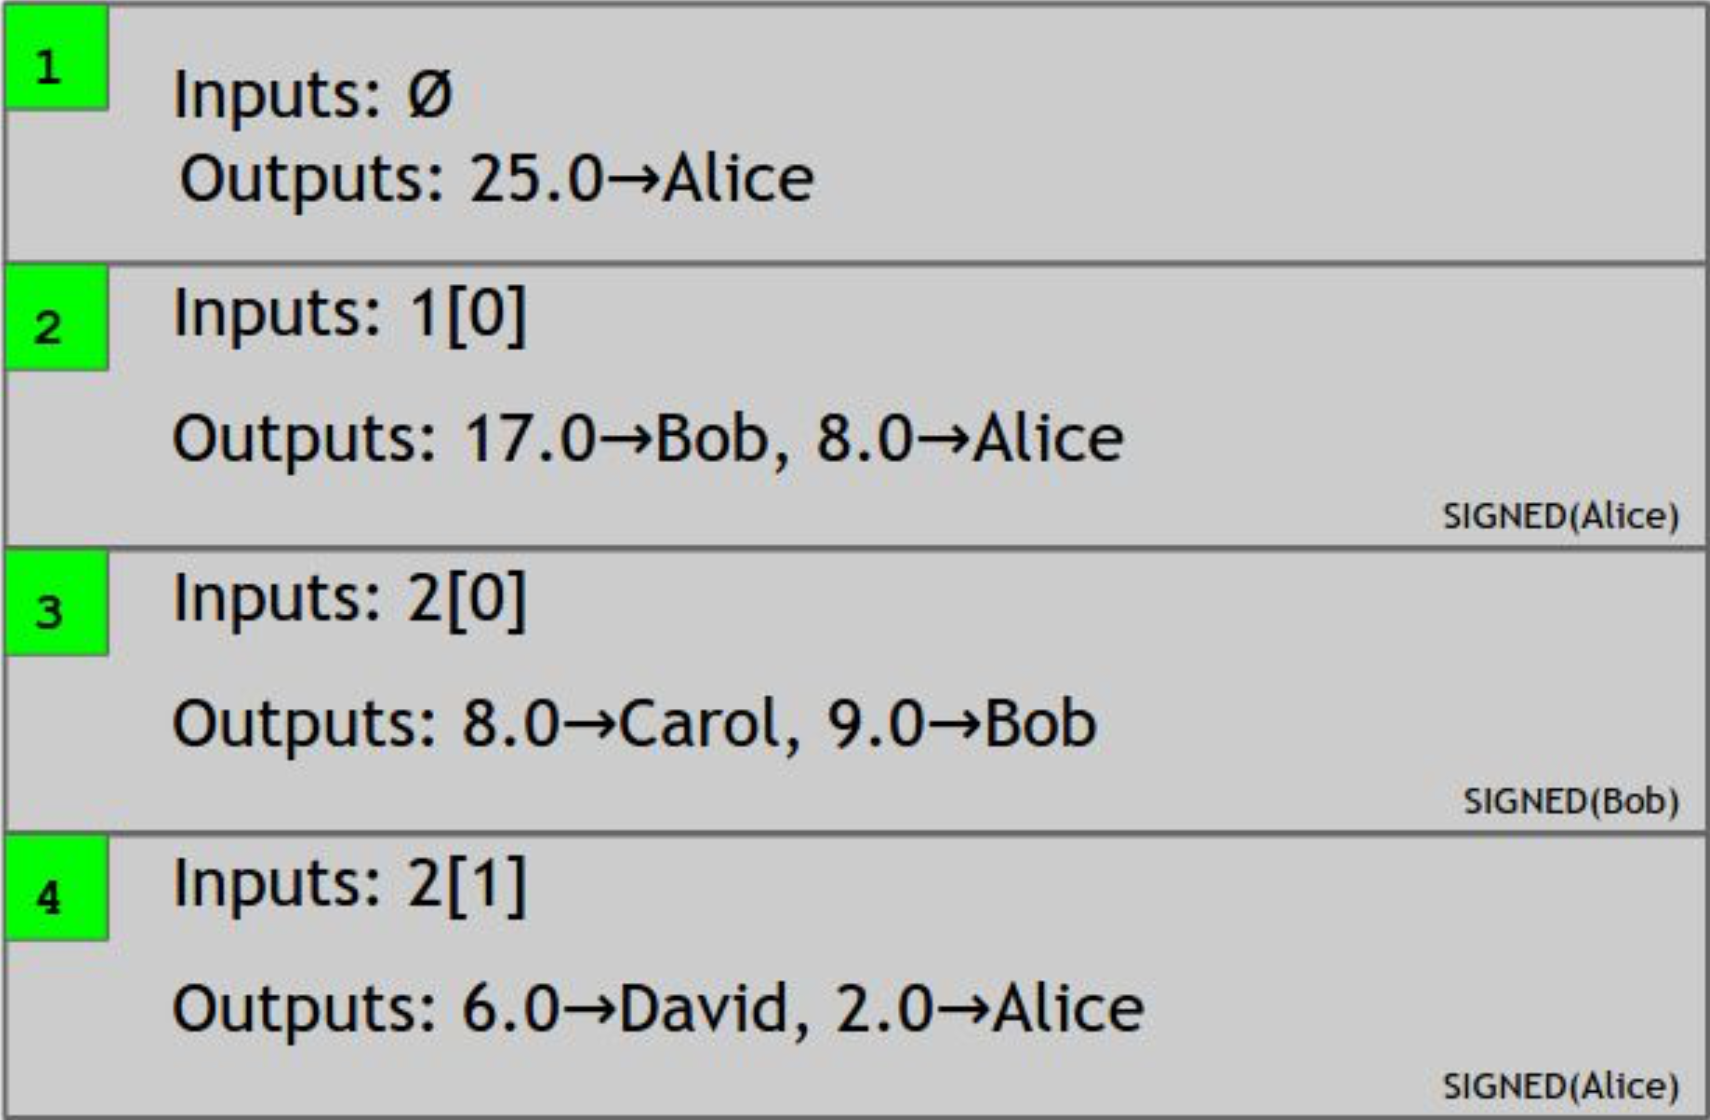 1
Inputs: Ø
Outputs: 25.0→Alice
2
Inputs: 1[0]
Outputs: 17.0→Bob, 8.0→Alice
SIGNED(Alice)
3
Inputs: 2[0]
Outputs: 8.0→Carol, 9.0→Bob
SIGNED(Bob)
4
Inputs: 2[1]
Outputs: 6.0→David, 2.0→Alice
SIGNED(Alice)